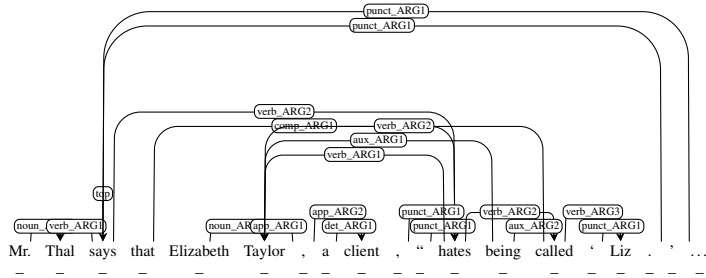 punct_ARG1
punct_ARG1
verb_ARG2
comp_ARG1 verb_ARG2
aux_ARG1
verb_ARG1
top
app_ARG2 punct_ARG1 verb_ARG2 verb_ARG3
noun_ verb_ARG1 noun_AR app_ARG1 det_ARG1 punct_ARG1 aux_ARG2 punct_ARG1
Mr. Thal says that Elizabeth Taylor , a client , “ hates being called ‘ Liz . ’ ...
_ _ _ _ _ _ _ _ _ _ _ _ _ _ _ _ _ _ _